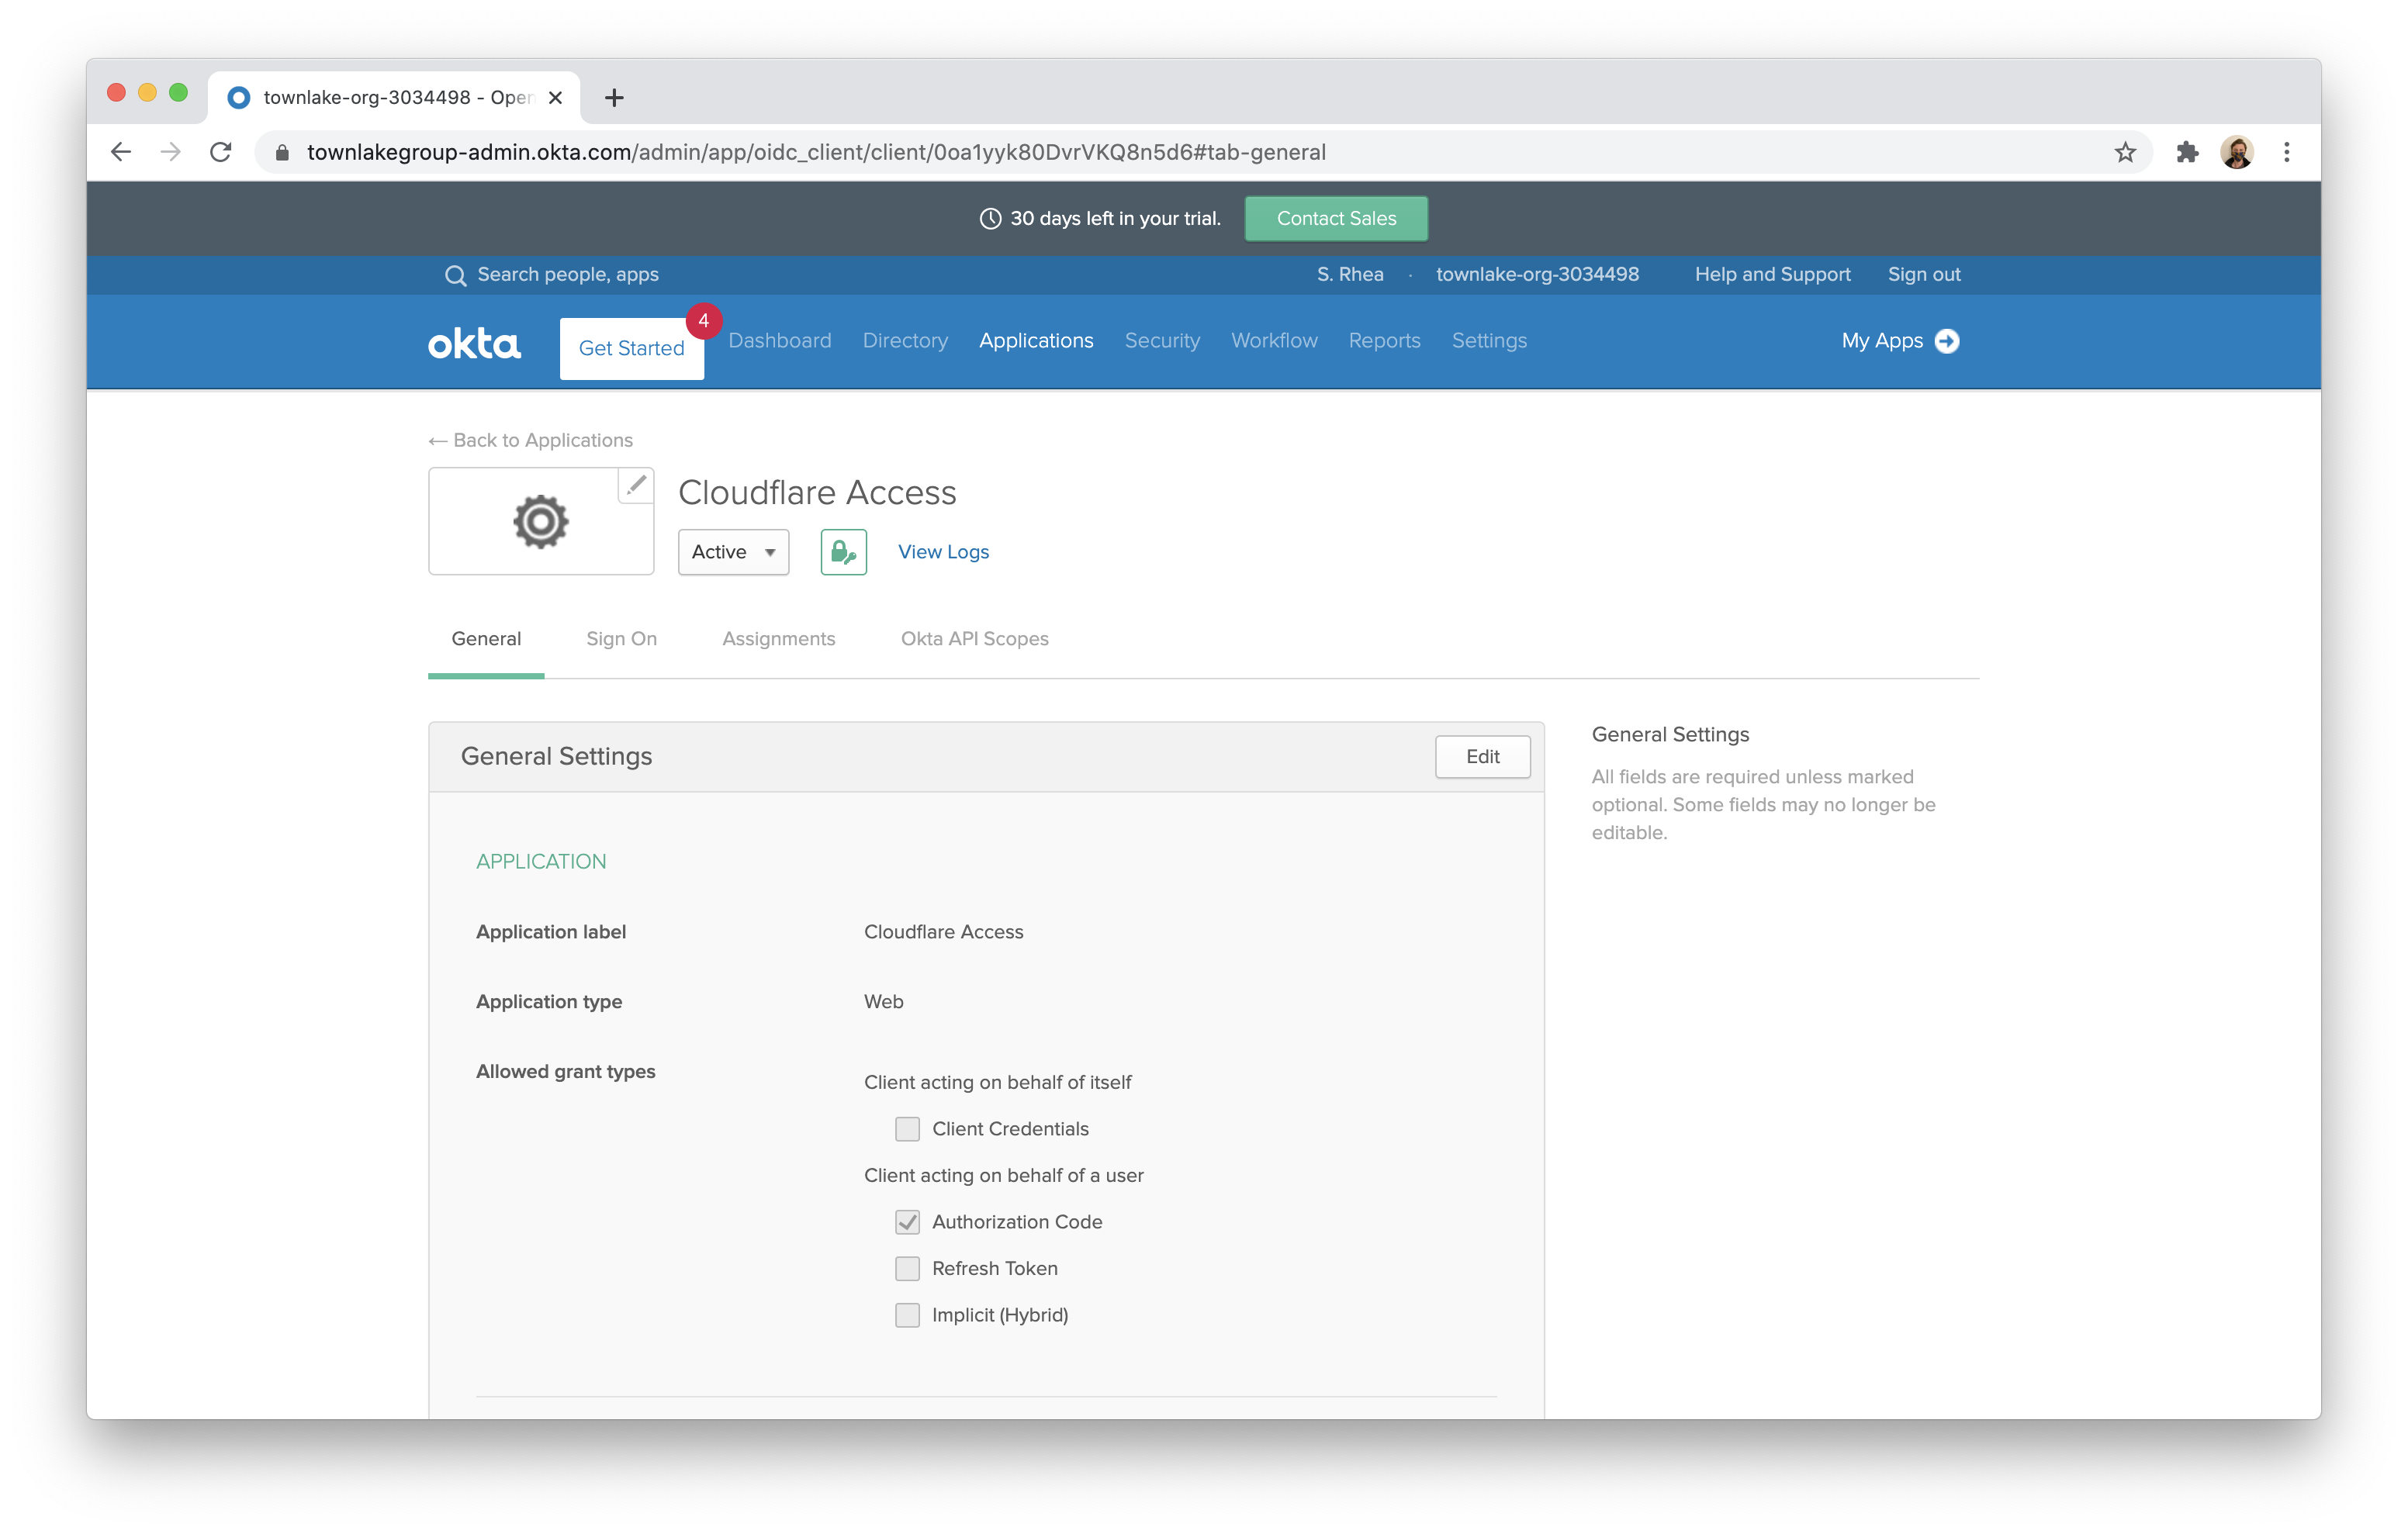 townlake-org-3034498 - Open
townlakegroup-admin.okta.com/admin/app/oidc_client/client/0oa1yyk80DvrVKQ8n5d6#tab-general
30 days left in your trial. Contact Sales
Search people, apps S. Rhea · townlake-org-3034498 Help and Support Sign out
okta Get Started 4 Dashboard Directory Applications Security Workflow Reports Settings My Apps
← Back to Applications
Cloudflare Access
Active View Logs
General Sign On Assignments Okta API Scopes
General Settings Edit
APPLICATION
Application label Cloudflare Access
Application type Web
Allowed grant types
Client acting on behalf of itself
Client Credentials
Client acting on behalf of a user
Authorization Code
Refresh Token
Implicit (Hybrid)
General Settings
All fields are required unless marked
optional. Some fields may no longer be
editable.